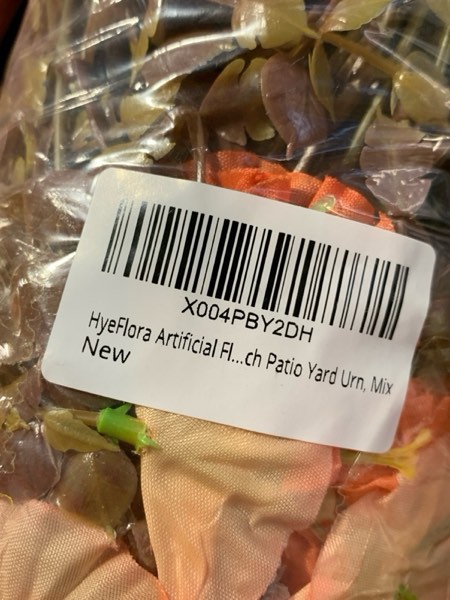 X004PBY2DH
HyeFlora Artificial Fl...ch Patio Yard Urn, Mix
New